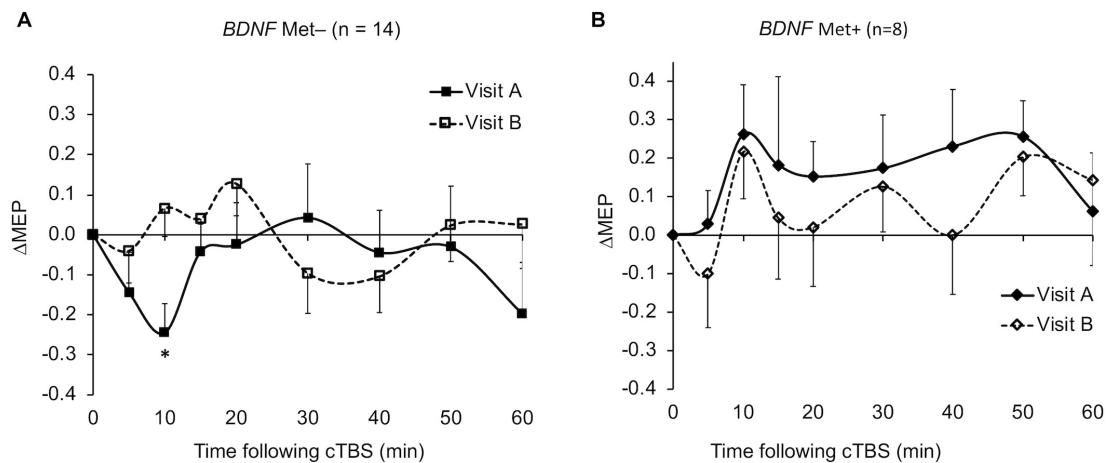 A
BDNF Met– (n = 14)
0.4
0.3
0.2
0.1
0.0
-0.1
-0.2
-0.3
-0.4
ΔMEP
Visit A
Visit B
*
0 10 20 30 40 50 60
Time following cTBS (min)
B
BDNF Met+ (n=8)
0.4
0.3
0.2
0.1
0.0
-0.1
-0.2
-0.3
-0.4
ΔMEP
Visit A
Visit B
0 10 20 30 40 50 60
Time following cTBS (min)